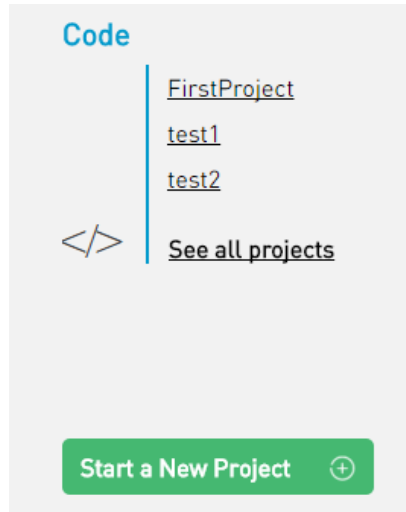 Code
FirstProject
test1
test2
</>
See all projects
Start a New Project